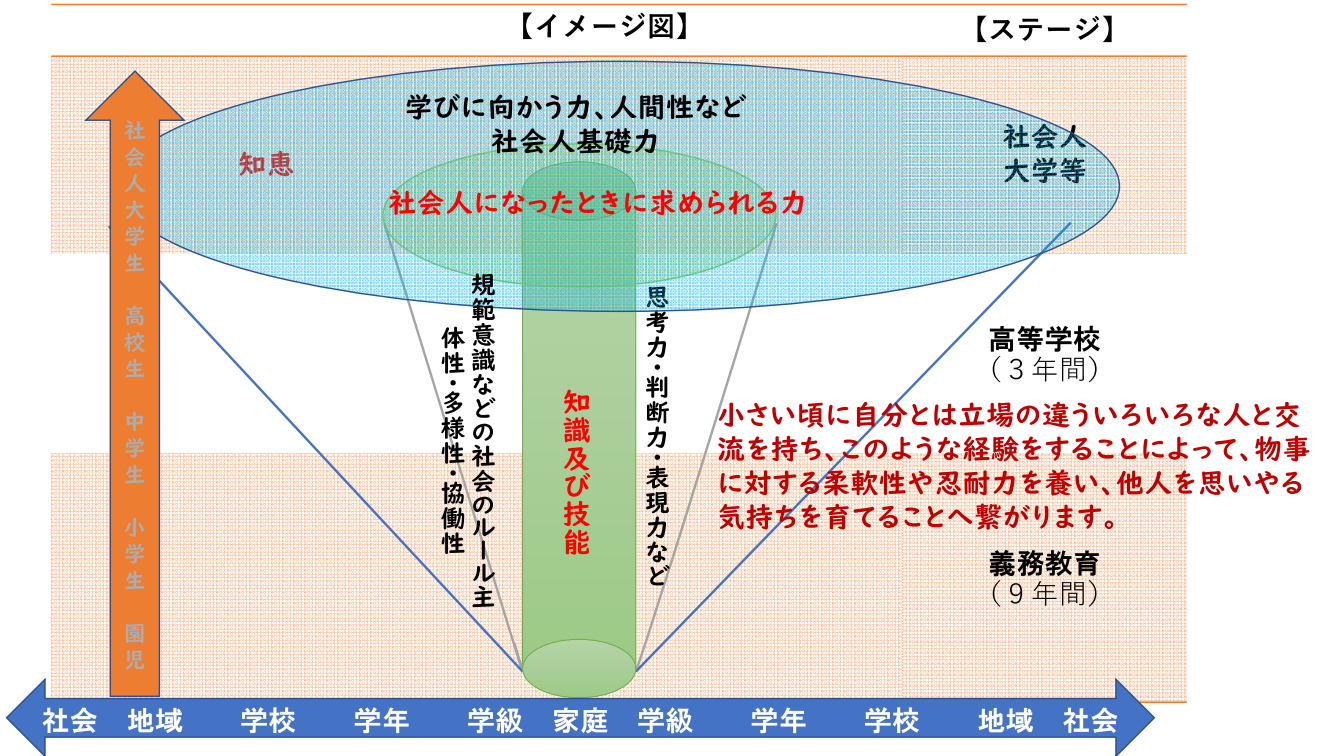 【イメージ図】
【ステージ】
学びに向かう力、人間性など
社会人基礎力
知恵
社会人になったときに求められる力
社会人
大学等
社会人大学生 高校生 中学生 小学生 園児
規範意識などの社会のルール主
体性・多様性・協働性
知識及び技能
思考力・判断力・表現力など
高等学校
（３年間）
小さい頃に自分とは立場の違ういろいろな人と交
流を持ち、このような経験をすることによって、物事
に対する柔軟性や忍耐力を養い、他人を思いやる
気持ちを育てることへ繋がります。
義務教育
（９年間）
社会 地域 学校 学年 学級 家庭 学級 学年 学校 地域 社会